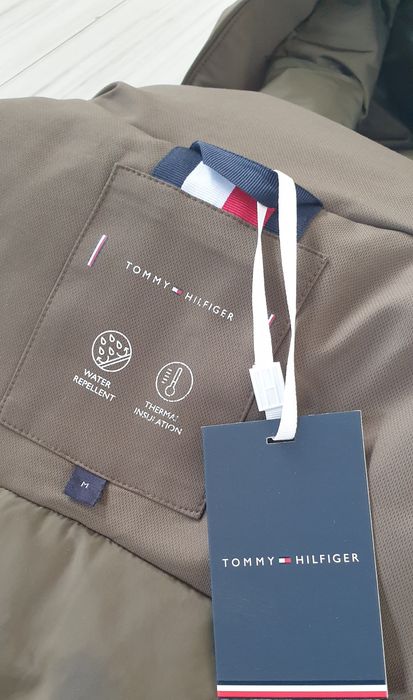 TOMMY HILFIGER
WATER
REPELLENT
THERMAL
INSULATION
M
TOMMY HILFIGER